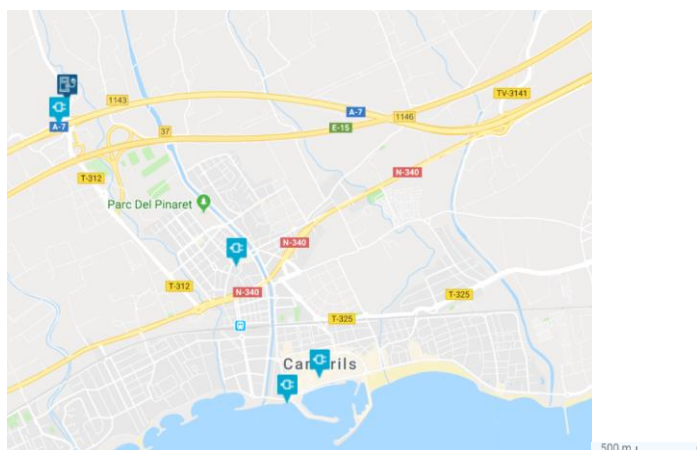 1143
TV-3141
A-7
1146
A-7
E-15
37
N-340
T-312
Parc Del Pinaret
N-340
T-312
N-340
T-325
T-325
500 m